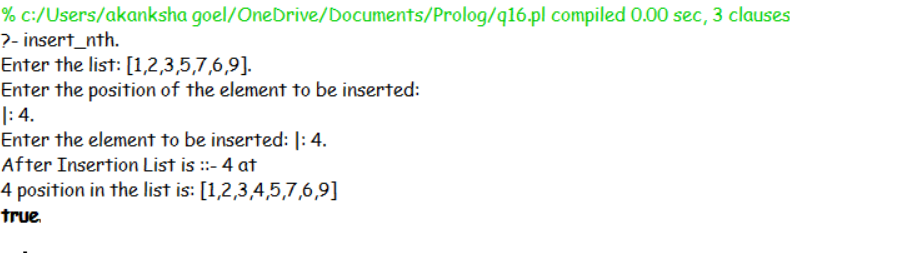 % c:/Users/akanksha goel/OneDrive/Documents/Prolog/q16.pl compiled 0.00 sec, 3 clauses
?- insert_nth.
Enter the list: [1,2,3,5,7,6,9].
Enter the position of the element to be inserted:
|: 4.
Enter the element to be inserted: |: 4.
After Insertion List is ::- 4 at
4 position in the list is: [1,2,3,4,5,7,6,9]
true.